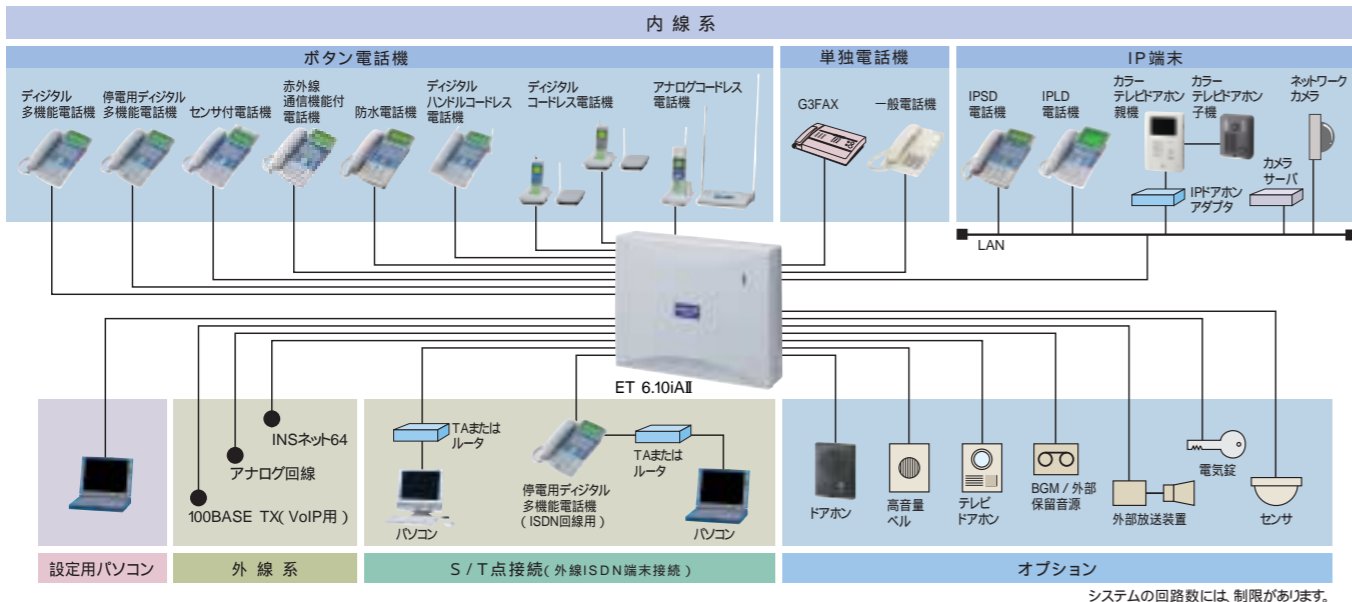 内線系
ボタン電話機
単独電話機
IP端末
ディジタル
多機能電話機
停電用ディジタル
多機能電話機
センサ付電話機
赤外線
通信機能付
電話機
防水電話機
ディジタル
ハンドルコードレス
電話機
ディジタル
コードレス電話機
アナログコードレス
電話機
G3FAX
一般電話機
IPSD
電話機
IPLD
電話機
カラー
テレビドアホン
親機
カラー
テレビドアホン
子機
ネットワーク
カメラ
カメラ
サーバ
IPドアホン
アダプタ
LAN
ET 6.10iAⅡ
INSネット64
アナログ回線
100BASE TX(VoIP用)
TAまたは
ルータ
パソコン
停電用ディジタル
多機能電話機
(ISDN回線用)
TAまたは
ルータ
パソコン
ドアホン
高音量
ベル
テレビ
ドアホン
BGM/外部
保留音源
外部放送装置
電気錠
センサ
設定用パソコン
外線系
S/T点接続(外線ISDN端末接続)
オプション
システムの回路数には、制限があります。